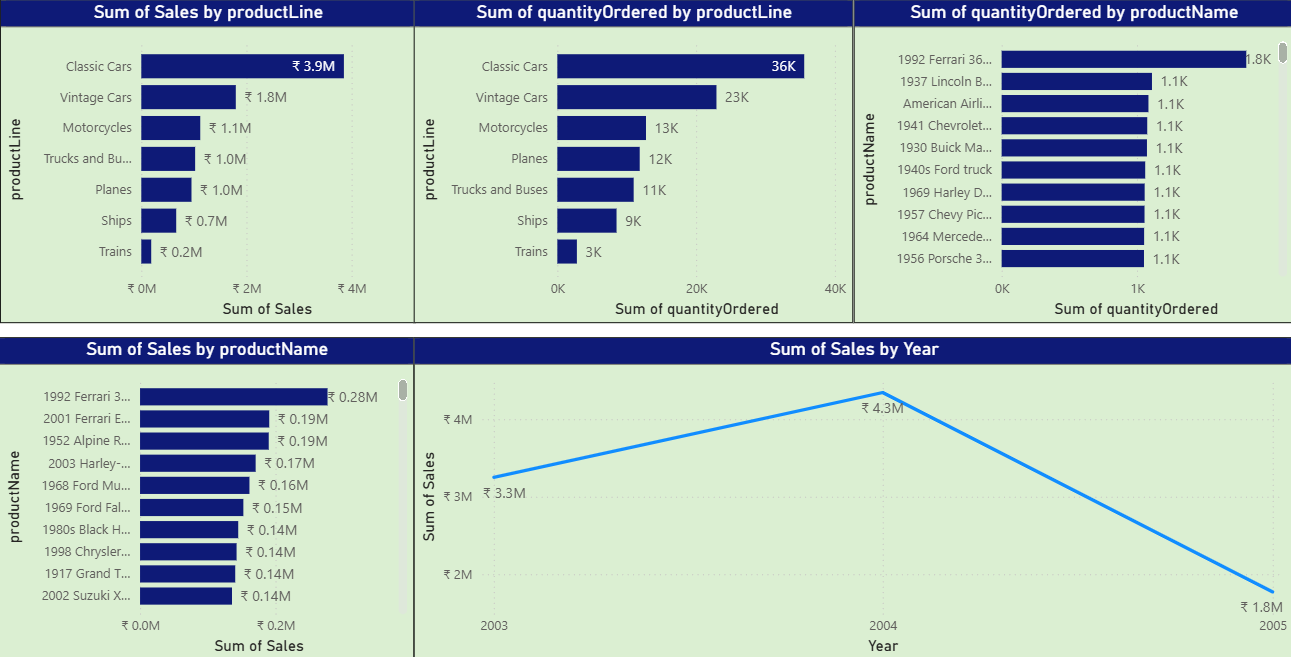 Sum of Sales by productLine
productLine
Classic Cars ₹ 3.9M
Vintage Cars ₹ 1.8M
Motorcycles ₹ 1.1M
Trucks and Bu... ₹ 1.0M
Planes ₹ 1.0M
Ships ₹ 0.7M
Trains ₹ 0.2M
₹ 0M ₹ 2M ₹ 4M
Sum of Sales
Sum of quantityOrdered by productLine
productLine
Classic Cars 36K
Vintage Cars 23K
Motorcycles 13K
Planes 12K
Trucks and Buses 11K
Ships 9K
Trains 3K
0K 20K 40K
Sum of quantityOrdered
Sum of quantityOrdered by productName
productName
1992 Ferrari 36... 1.8K
1937 Lincoln B... 1.1K
American Airli... 1.1K
1941 Chevrolet... 1.1K
1930 Buick Ma... 1.1K
1940s Ford truck 1.1K
1969 Harley D... 1.1K
1957 Chevy Pic... 1.1K
1964 Mercede... 1.1K
1956 Porsche 3... 1.1K
0K 1K
Sum of quantityOrdered
Sum of Sales by productName
productName
1992 Ferrari 3... ₹ 0.28M
2001 Ferrari E... ₹ 0.19M
1952 Alpine R... ₹ 0.19M
2003 Harley-... ₹ 0.17M
1968 Ford Mu... ₹ 0.16M
1969 Ford Fal... ₹ 0.15M
1980s Black H... ₹ 0.14M
1998 Chrysler... ₹ 0.14M
1917 Grand T... ₹ 0.14M
2002 Suzuki X... ₹ 0.14M
₹ 0.0M ₹ 0.2M
Sum of Sales
Sum of Sales by Year
Sum of Sales
₹ 4M
₹ 3M
₹ 2M
₹ 3.3M
₹ 4.3M
₹ 1.8M
2003 2004 2005
Year